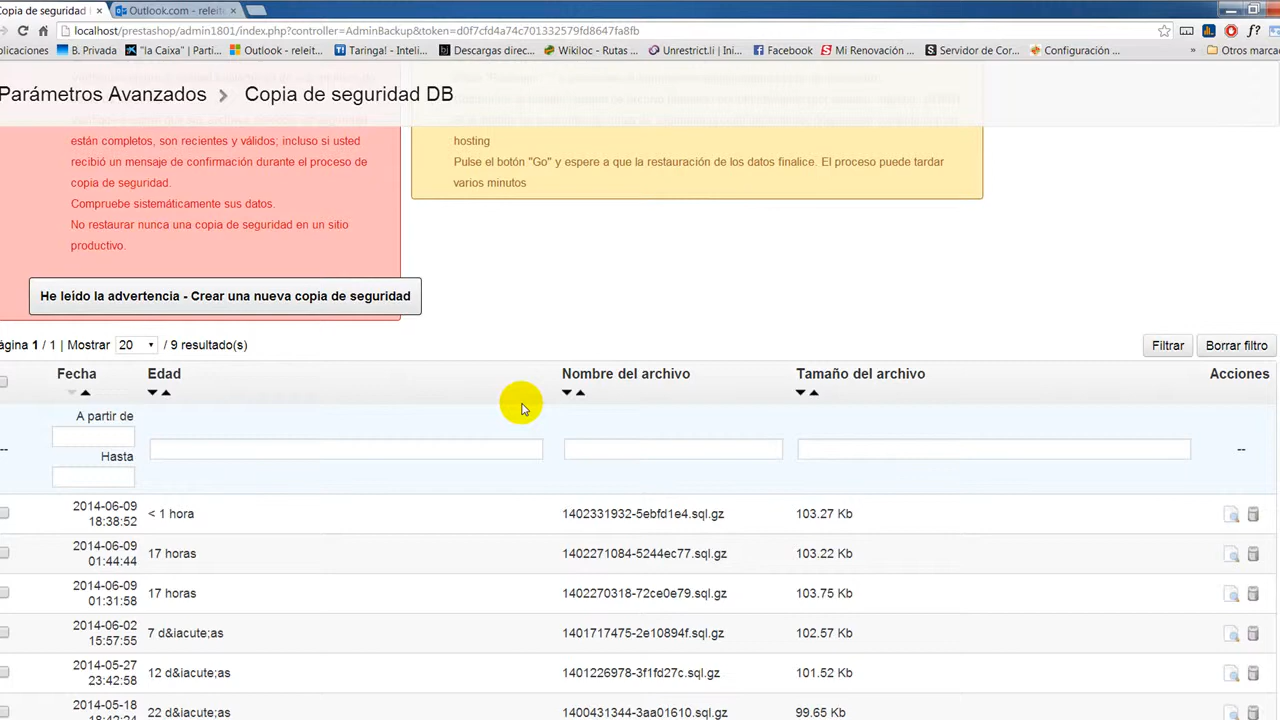 Copia de seguridad
Outlook.com - releite
localhost/prestashop/admin1801/index.php?controller=AdminBackup&token=d0f7cfd4a74c701332579fd8647fa8fb
plicaciones B. Privada "la Caixa" | Parti... Outlook - releit... Taringa! - Inteli... Descargas direc... Wikiloc - Rutas ... Unrestrict.li | Ini... Facebook Mi Renovación ... Servidor de Cor... Configuración ... » Otros marca
Parámetros Avanzados > Copia de seguridad DB
están completos, son recientes y válidos; incluso si usted
recibió un mensaje de confirmación durante el proceso de
copia de seguridad.
Compruebe sistemáticamente sus datos.
No restaurar nunca una copia de seguridad en un sitio
productivo.
hosting
Pulse el botón "Go" y espere a que la restauración de los datos finalice. El proceso puede tardar
varios minutos
He leído la advertencia - Crear una nueva copia de seguridad
ágina 1 / 1 | Mostrar 20 / 9 resultado(s)
Filtrar Borrar filtro
Fecha Edad Nombre del archivo Tamaño del archivo Acciones
A partir de
Hasta
-- --
2014-06-09
18:38:52 < 1 hora 1402331932-5ebfd1e4.sql.gz 103.27 Kb
2014-06-09
01:44:44 17 horas 1402271084-5244ec77.sql.gz 103.22 Kb
2014-06-09
01:31:58 17 horas 1402270318-72ce0e79.sql.gz 103.75 Kb
2014-06-02
15:57:55 7 d&iacute;as 1401717475-2e10894f.sql.gz 102.57 Kb
2014-05-27
23:42:58 12 d&iacute;as 1401226978-3f1fd27c.sql.gz 101.52 Kb
2014-05-18
18:42:24 22 d&iacute;as 1400431344-3aa01610.sql.gz 99.65 Kb